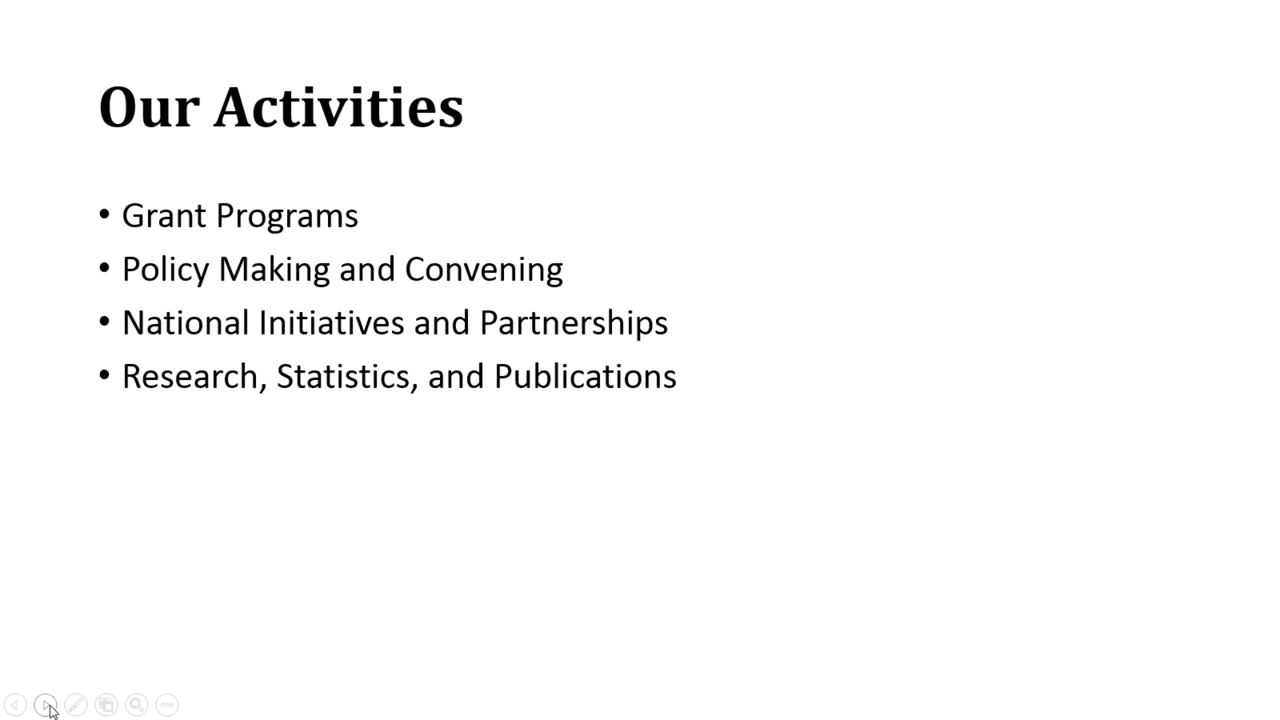 Our Activities
• Grant Programs
• Policy Making and Convening
• National Initiatives and Partnerships
• Research, Statistics, and Publications